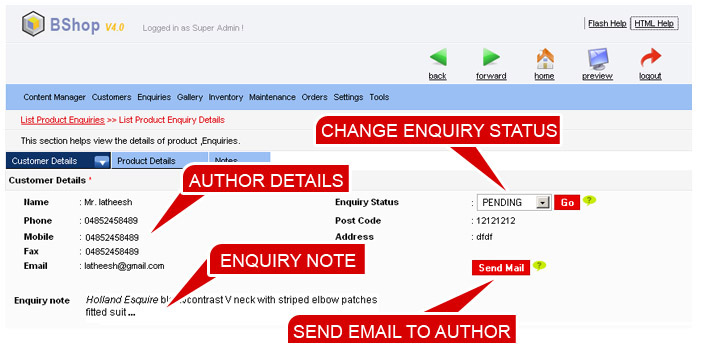 BShop V4.0
Logged in as Super Admin !
Flash Help HTML Help
back forward home preview logout
Content Manager Customers Enquiries Gallery Inventory Maintenance Orders Settings Tools
List Product Enquiries >> List Product Enquiry Details
This section helps view the details of product ,Enquiries.
CHANGE ENQUIRY STATUS
Customer Details Product Details Notes
Customer Details *
AUTHOR DETAILS
Name : Mr. latheesh Enquiry Status : PENDING Go ?
Phone : 04852458489 Post Code : 12121212
Mobile : 04852458489 Address : dfdf
Fax : 04852458489
Email : latheesh@gmail.com Send Mail ?
ENQUIRY NOTE
Enquiry note Holland Esquire contrast V neck with striped elbow patches
fitted suit ...
SEND EMAIL TO AUTHOR